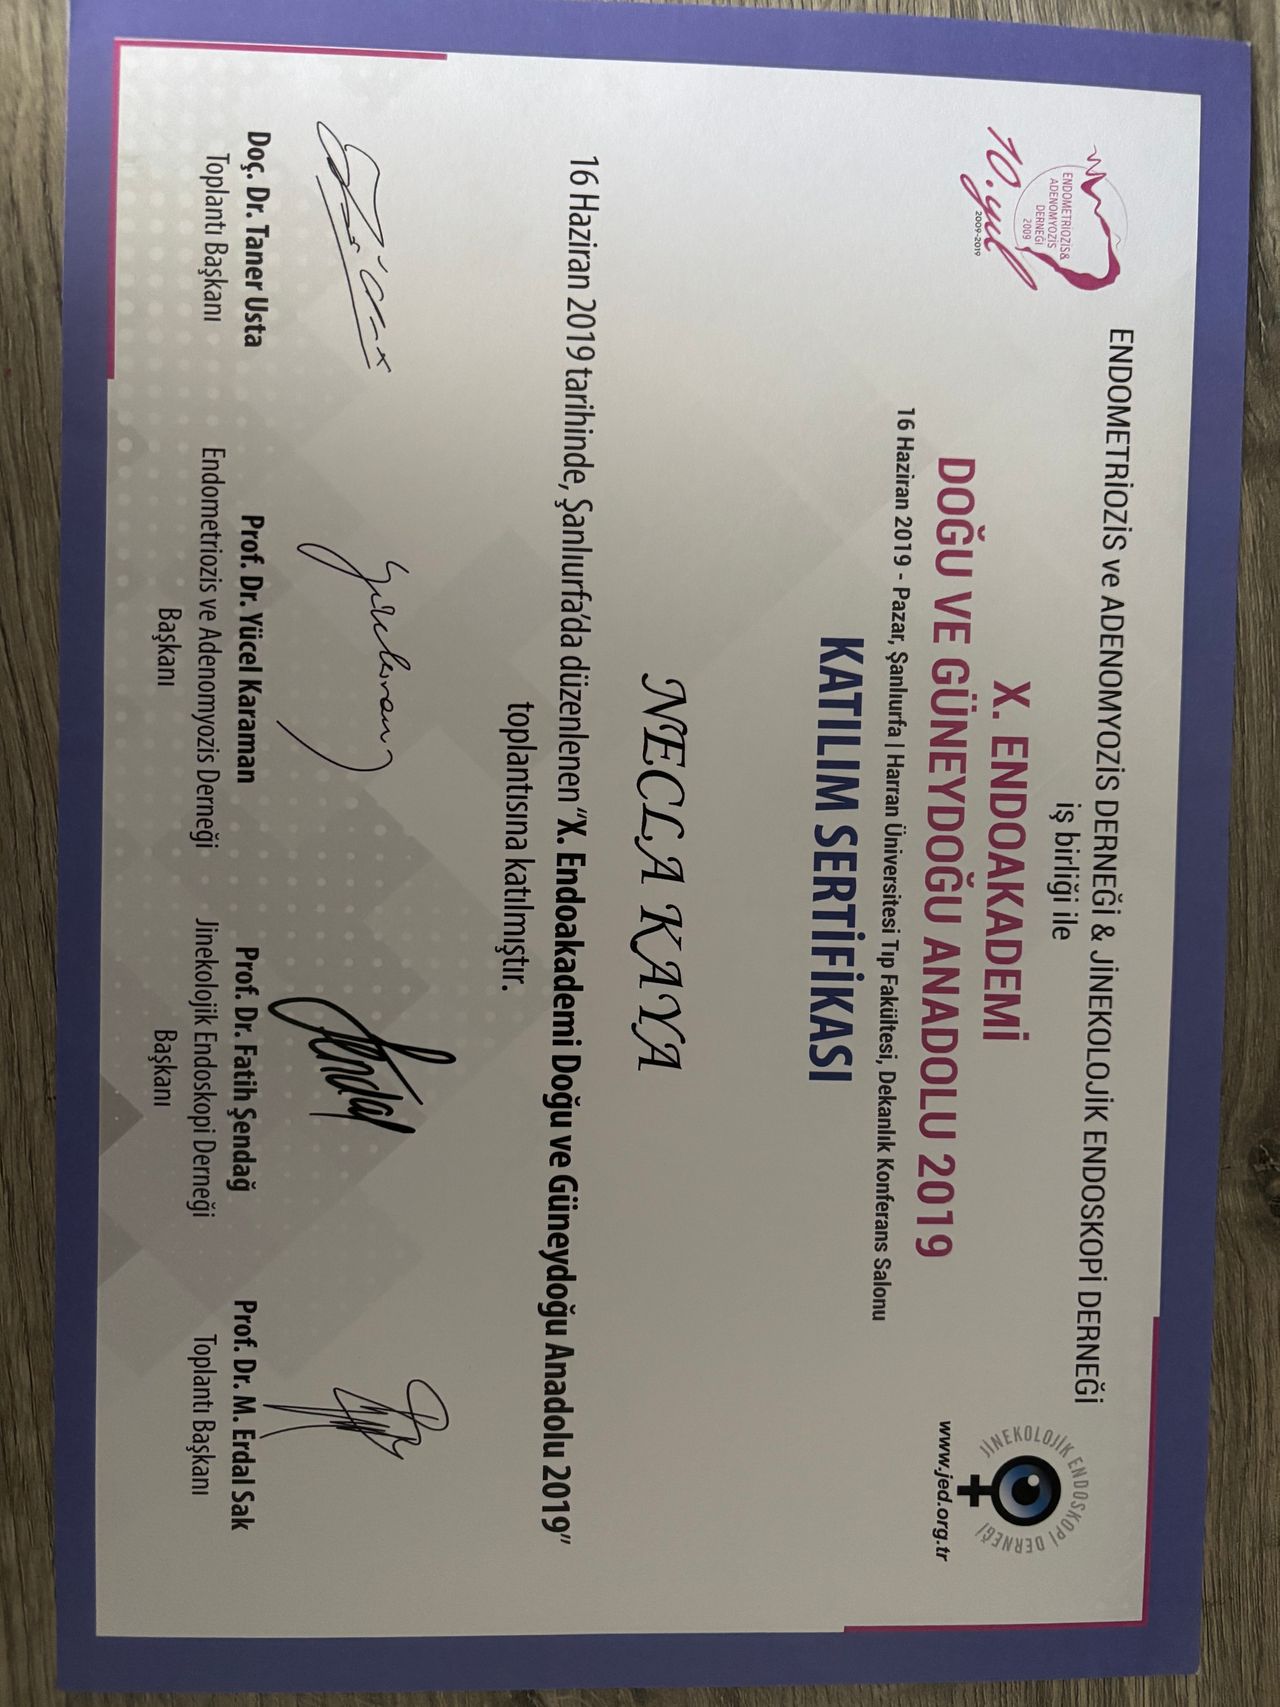 ENDOMETRİOZİS ve ADENOMYOZİS DERNEĞİ & JİNEKOLOJİK ENDOSKOPİ DERNEĞİ
iş birliği ile
ENDOMETRIOZIS&
ADENOMYOZIS
DERNEĞİ
2009
10.yıl
2009-2019
JİNEKOLOJİK ENDOSKOPİ DERNEĞİ
www.jed.org.tr
X. ENDOAKADEMİ
DOĞU VE GÜNEYDOĞU ANADOLU 2019
16 Haziran 2019 - Pazar, Şanlıurfa | Harran Üniversitesi Tıp Fakültesi, Dekanlık Konferans Salonu
KATILIM SERTİFİKASI
NECLA KAYA
16 Haziran 2019 tarihinde, Şanlıurfa'da düzenlenen "X. Endoakademi Doğu ve Güneydoğu Anadolu 2019"
toplantısına katılmıştır.
Doç. Dr. Taner Usta
Toplantı Başkanı
Prof. Dr. Yücel Karaman
Endometriozis ve Adenomyozis Derneği
Başkanı
Prof. Dr. Fatih Şendağ
Jinekolojik Endoskopi Derneği
Başkanı
Prof. Dr. M. Erdal Sak
Toplantı Başkanı